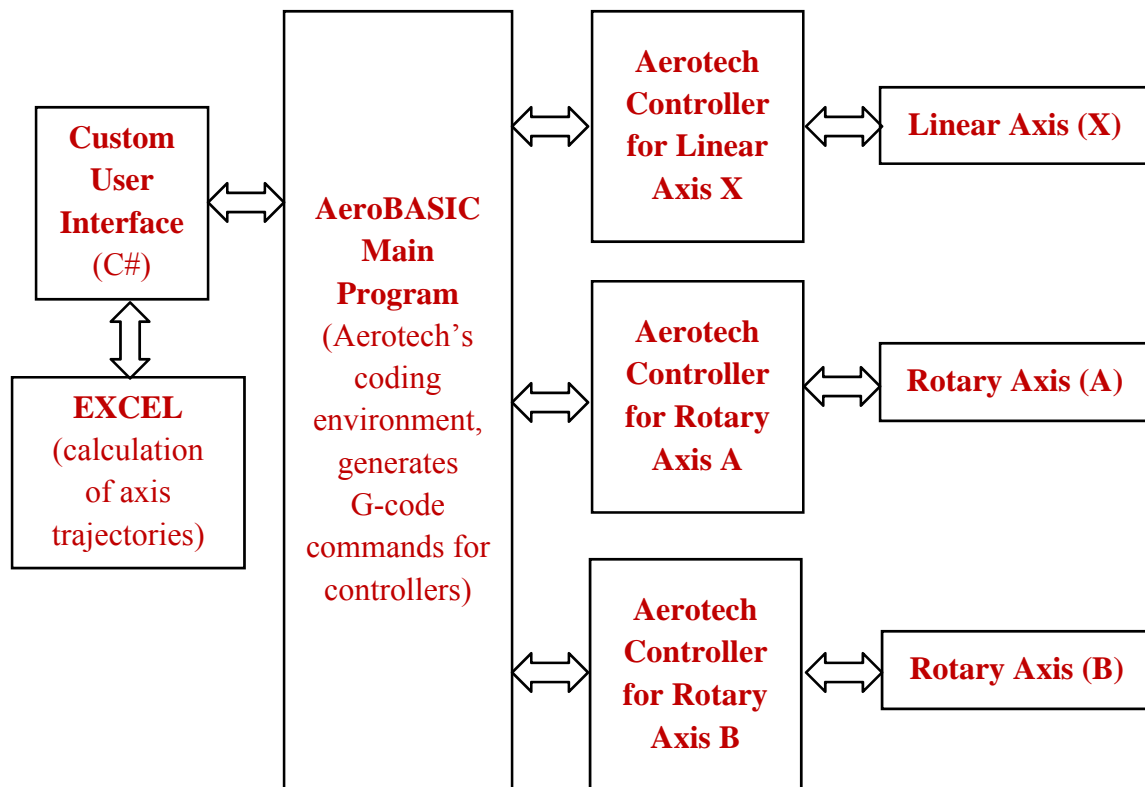 Custom
User
Interface
(C#)
EXCEL
(calculation
of axis
trajectories)
AeroBASIC
Main
Program
(Aerotech’s
coding
environment,
generates
G-code
commands for
controllers)
Aerotech
Controller
for Linear
Axis X
Linear Axis (X)
Aerotech
Controller
for Rotary
Axis A
Rotary Axis (A)
Aerotech
Controller
for Rotary
Axis B
Rotary Axis (B)